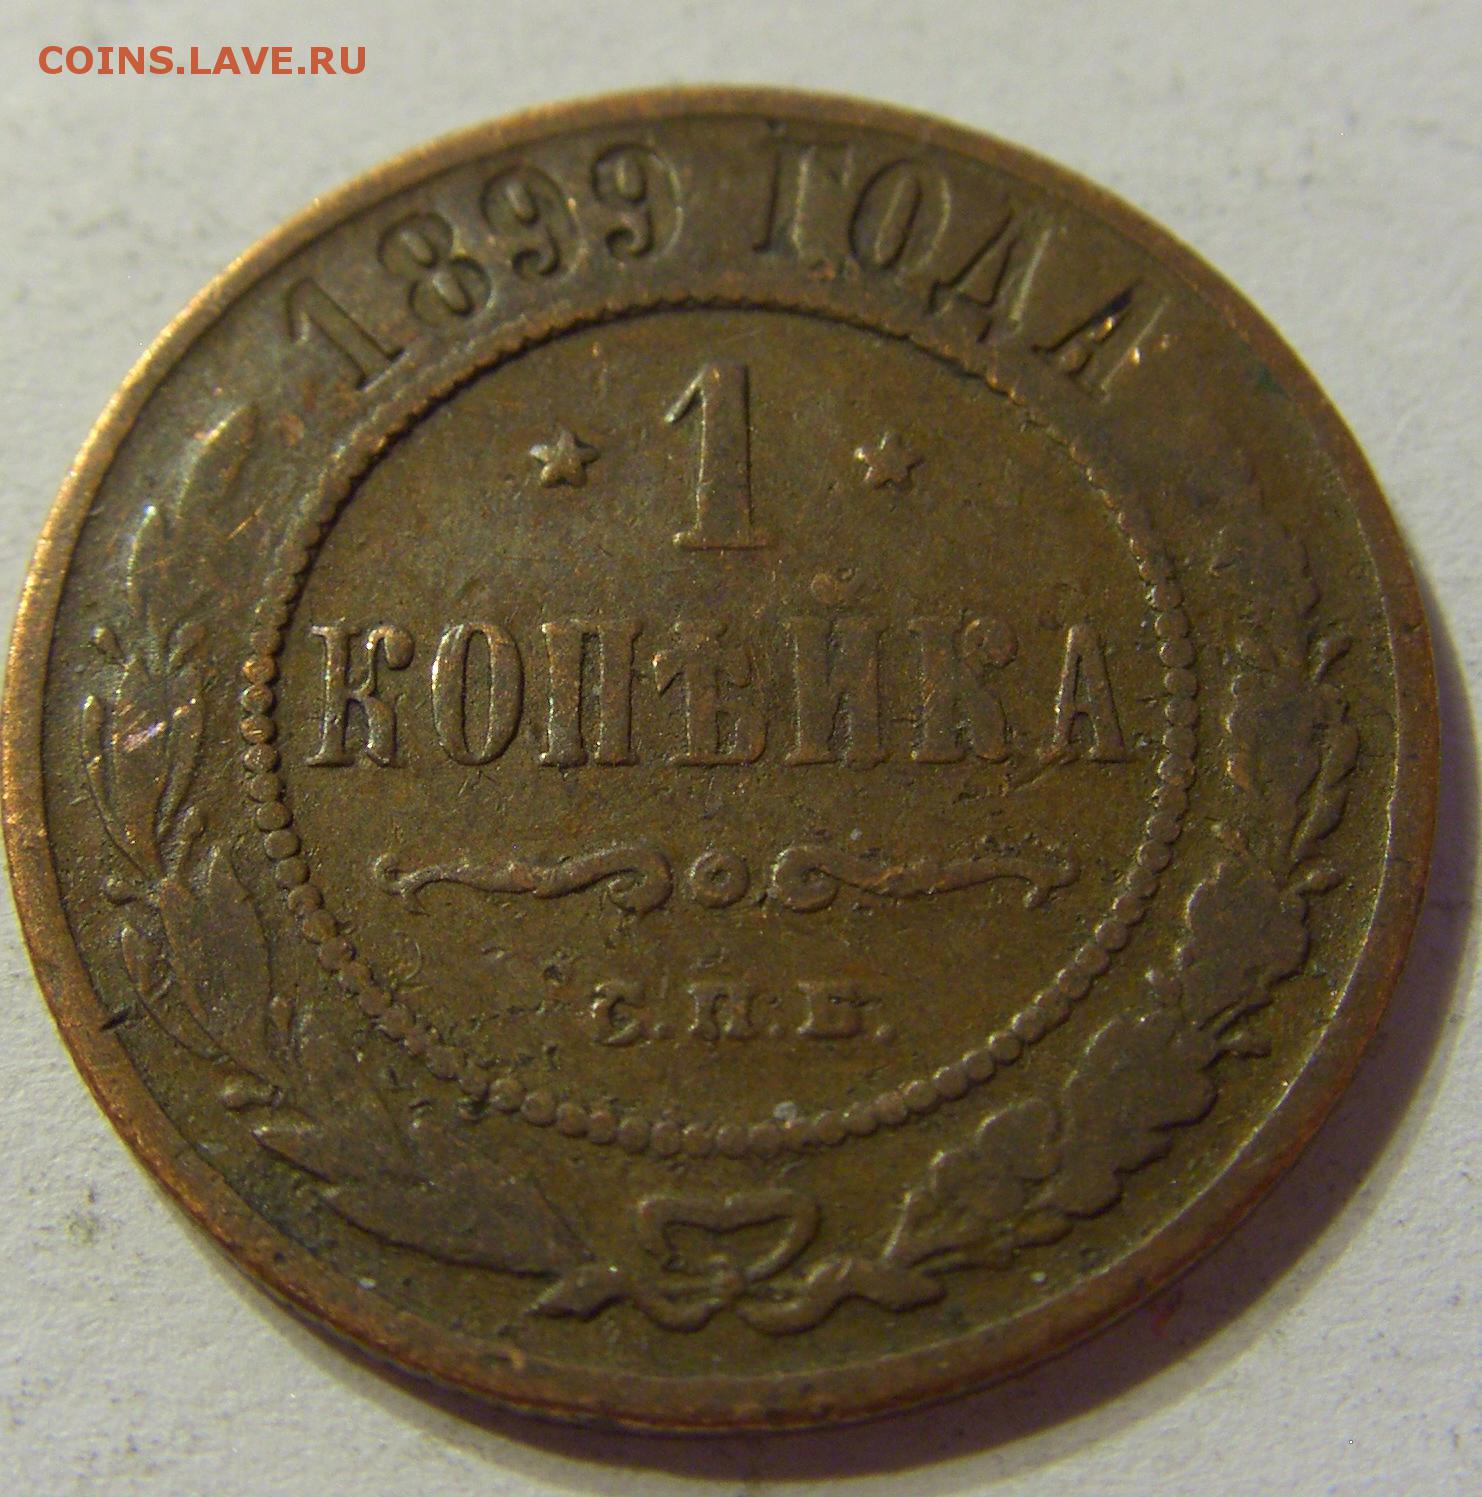 COINS.LAVE.RU
1899 ГОДА
1
КОПѢЙКА
С.П.Б.